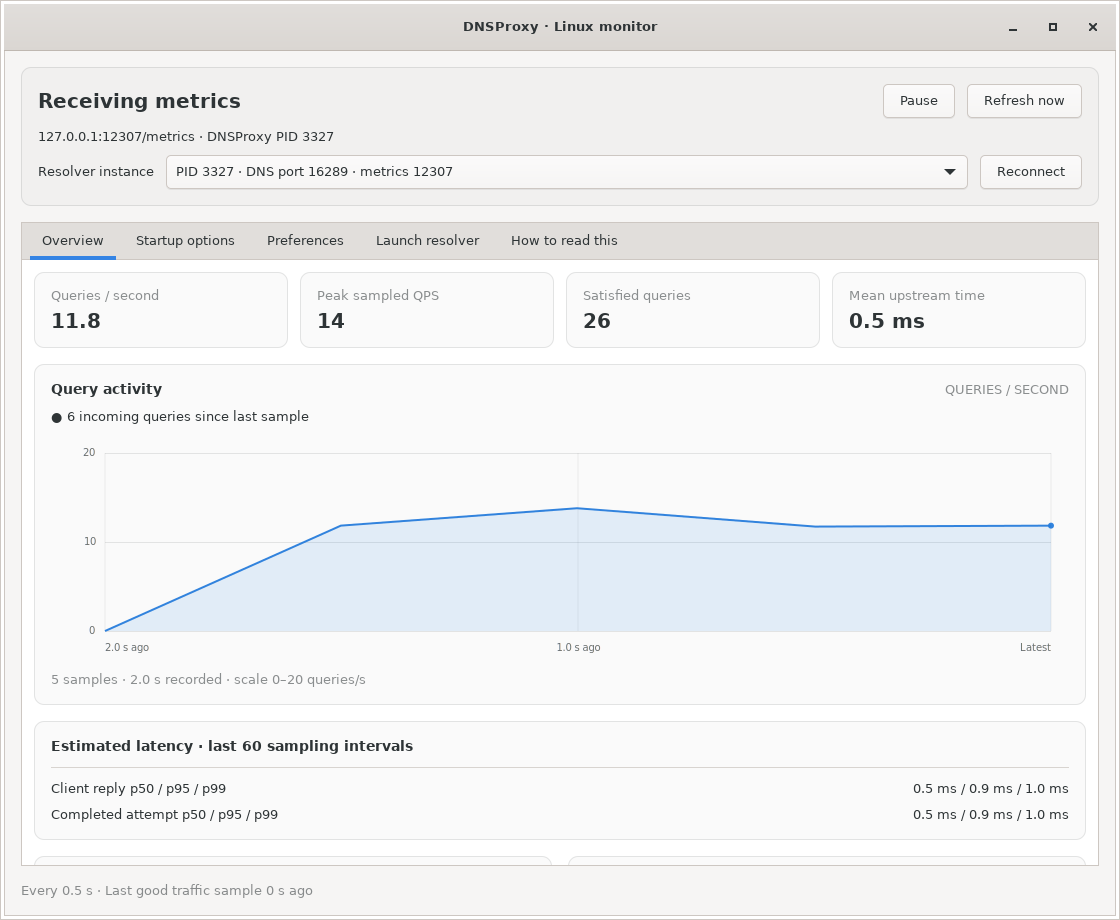 DNSProxy · Linux monitor
Receiving metrics
Pause
Refresh now
127.0.0.1:12307/metrics · DNSProxy PID 3327
Resolver instance
PID 3327 · DNS port 16289 · metrics 12307
Reconnect
Overview
Startup options
Preferences
Launch resolver
How to read this
Queries / second
11.8
Peak sampled QPS
14
Satisfied queries
26
Mean upstream time
0.5 ms
Query activity
QUERIES / SECOND
● 6 incoming queries since last sample
20
10
0
2.0 s ago
1.0 s ago
Latest
5 samples · 2.0 s recorded · scale 0–20 queries/s
Estimated latency · last 60 sampling intervals
Client reply p50 / p95 / p99
0.5 ms / 0.9 ms / 1.0 ms
Completed attempt p50 / p95 / p99
0.5 ms / 0.9 ms / 1.0 ms
Every 0.5 s · Last good traffic sample 0 s ago